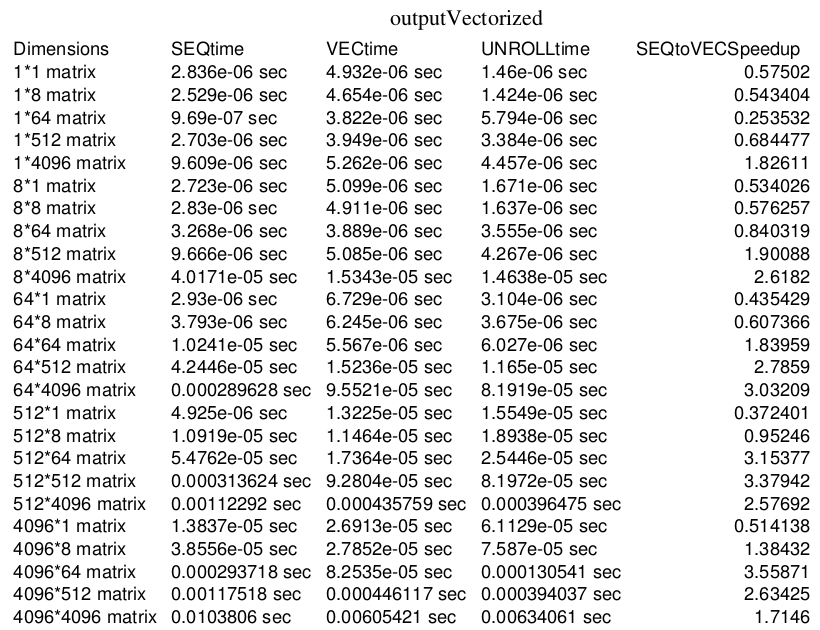 outputVectorized
Dimensions SEQtime VECtime UNROLLtime SEQtoVECSpeedup
1*1 matrix 2.836e-06 sec 4.932e-06 sec 1.46e-06 sec 0.57502
1*8 matrix 2.529e-06 sec 4.654e-06 sec 1.424e-06 sec 0.543404
1*64 matrix 9.69e-07 sec 3.822e-06 sec 5.794e-06 sec 0.253532
1*512 matrix 2.703e-06 sec 3.949e-06 sec 3.384e-06 sec 0.684477
1*4096 matrix 9.609e-06 sec 5.262e-06 sec 4.457e-06 sec 1.82611
8*1 matrix 2.723e-06 sec 5.099e-06 sec 1.671e-06 sec 0.534026
8*8 matrix 2.83e-06 sec 4.911e-06 sec 1.637e-06 sec 0.576257
8*64 matrix 3.268e-06 sec 3.889e-06 sec 3.555e-06 sec 0.840319
8*512 matrix 9.666e-06 sec 5.085e-06 sec 4.267e-06 sec 1.90088
8*4096 matrix 4.0171e-05 sec 1.5343e-05 sec 1.4638e-05 sec 2.6182
64*1 matrix 2.93e-06 sec 6.729e-06 sec 3.104e-06 sec 0.435429
64*8 matrix 3.793e-06 sec 6.245e-06 sec 3.675e-06 sec 0.607366
64*64 matrix 1.0241e-05 sec 5.567e-06 sec 6.027e-06 sec 1.83959
64*512 matrix 4.2446e-05 sec 1.5236e-05 sec 1.165e-05 sec 2.7859
64*4096 matrix 0.000289628 sec 9.5521e-05 sec 8.1919e-05 sec 3.03209
512*1 matrix 4.925e-06 sec 1.3225e-05 sec 1.5549e-05 sec 0.372401
512*8 matrix 1.0919e-05 sec 1.1464e-05 sec 1.8938e-05 sec 0.95246
512*64 matrix 5.4762e-05 sec 1.7364e-05 sec 2.5446e-05 sec 3.15377
512*512 matrix 0.000313624 sec 9.2804e-05 sec 8.1972e-05 sec 3.37942
512*4096 matrix 0.00112292 sec 0.000435759 sec 0.000396475 sec 2.57692
4096*1 matrix 1.3837e-05 sec 2.6913e-05 sec 6.1129e-05 sec 0.514138
4096*8 matrix 3.8556e-05 sec 2.7852e-05 sec 7.587e-05 sec 1.38432
4096*64 matrix 0.000293718 sec 8.2535e-05 sec 0.000130541 sec 3.55871
4096*512 matrix 0.00117518 sec 0.000446117 sec 0.000394037 sec 2.63425
4096*4096 matrix 0.0103806 sec 0.00605421 sec 0.00634061 sec 1.7146